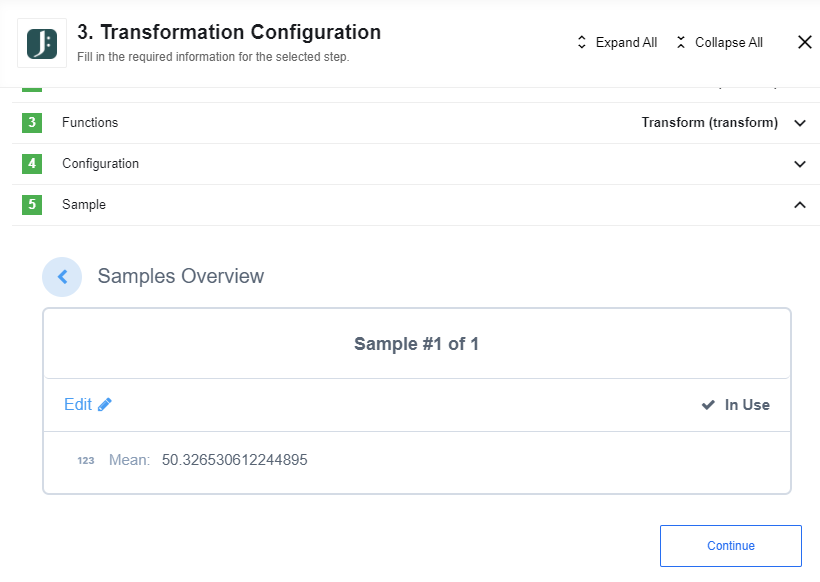 3. Transformation Configuration
Fill in the required information for the selected step.
Expand All
Collapse All
3 Functions Transform (transform)
4 Configuration
5 Sample
Samples Overview
Sample #1 of 1
Edit
In Use
123 Mean: 50.326530612244895
Continue